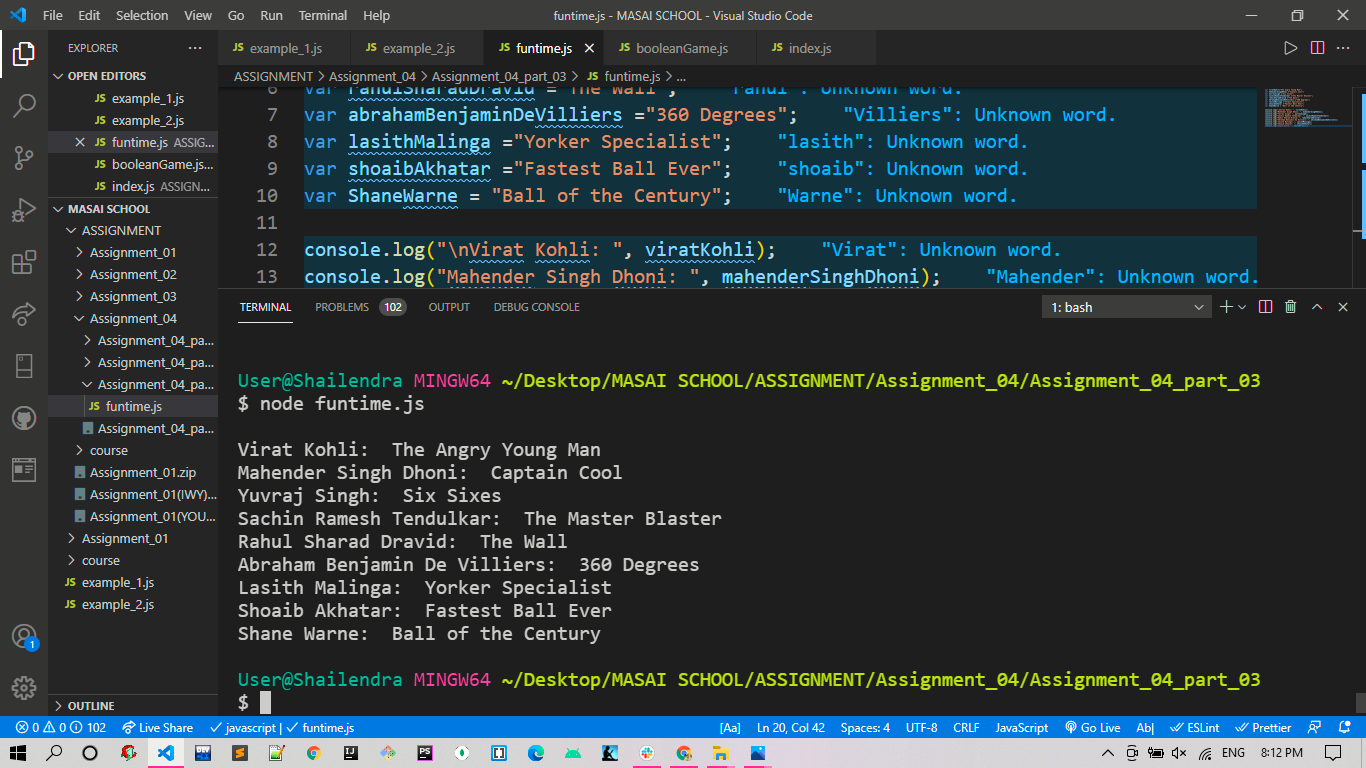 File Edit Selection View Go Run Terminal Help funtime.js - MASAI SCHOOL - Visual Studio Code
EXPLORER ···
OPEN EDITORS
JS example_1.js
JS example_2.js
JS funtime.js ASSIG...
JS booleanGame.js...
JS index.js ASSIGN...
MASAI SCHOOL
ASSIGNMENT
Assignment_01
Assignment_02
Assignment_03
Assignment_04
Assignment_04_pa...
Assignment_04_pa...
Assignment_04_pa...
JS funtime.js
Assignment_04_pa...
course
Assignment_01.zip
Assignment_01(IWY)...
Assignment_01(YOU...
Assignment_01
course
JS example_1.js
JS example_2.js
OUTLINE
JS example_1.js JS example_2.js JS funtime.js JS booleanGame.js JS index.js
ASSIGNMENT > Assignment_04 > Assignment_04_part_03 > JS funtime.js > ...
7 var abrahamBenjaminDeVilliers ="360 Degrees"; "Villiers": Unknown word.
8 var lasithMalinga ="Yorker Specialist"; "lasith": Unknown word.
9 var shoaibAkhatar ="Fastest Ball Ever"; "shoaib": Unknown word.
10 var ShaneWarne = "Ball of the Century"; "Warne": Unknown word.
11
12 console.log("\nVirat Kohli: ", viratKohli); "Virat": Unknown word.
13 console.log("Mahender Singh Dhoni: ", mahenderSinghDhoni); "Mahender": Unknown word.
TERMINAL PROBLEMS 102 OUTPUT DEBUG CONSOLE 1: bash
User@Shailendra MINGW64 ~/Desktop/MASAI SCHOOL/ASSIGNMENT/Assignment_04/Assignment_04_part_03
$ node funtime.js
Virat Kohli:  The Angry Young Man
Mahender Singh Dhoni:  Captain Cool
Yuvraj Singh:  Six Sixes
Sachin Ramesh Tendulkar:  The Master Blaster
Rahul Sharad Dravid:  The Wall
Abraham Benjamin De Villiers:  360 Degrees
Lasith Malinga:  Yorker Specialist
Shoaib Akhatar:  Fastest Ball Ever
Shane Warne:  Ball of the Century
User@Shailendra MINGW64 ~/Desktop/MASAI SCHOOL/ASSIGNMENT/Assignment_04/Assignment_04_part_03
$
1
0 0 102 Live Share javascript | funtime.js [Aa] Ln 20, Col 42 Spaces: 4 UTF-8 CRLF JavaScript Go Live Ab| ESLint Prettier
ENG 8:12 PM